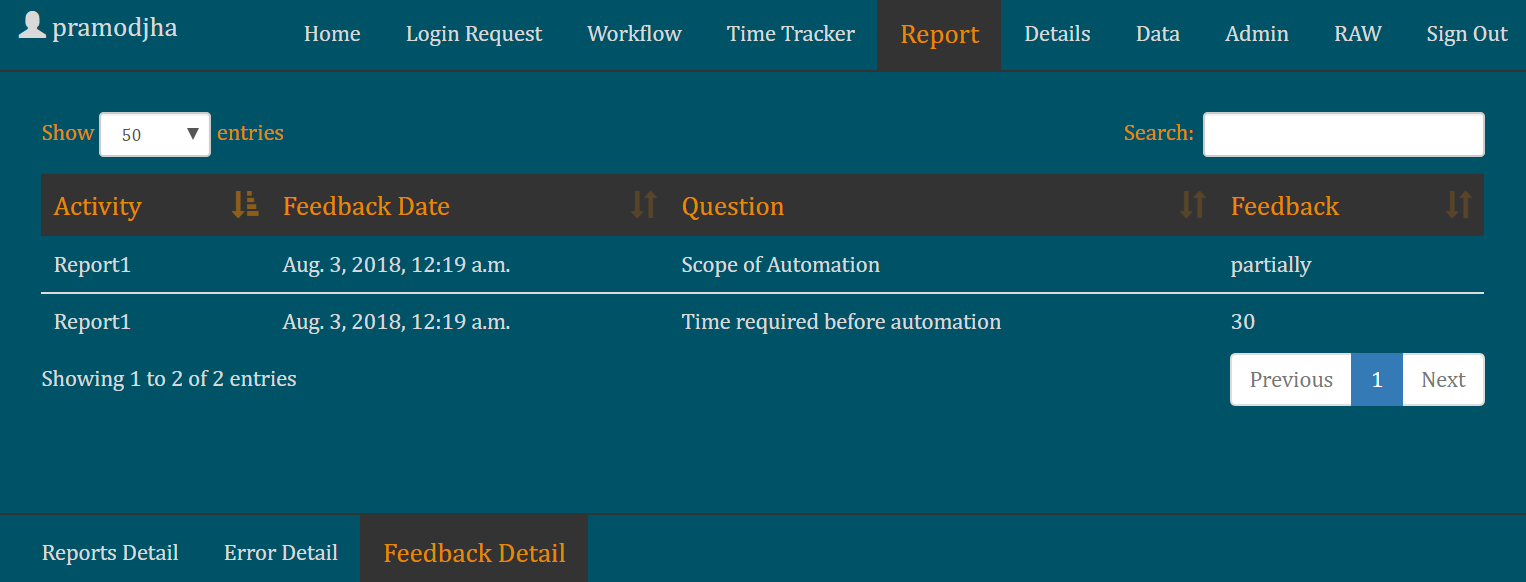 pramodjha Home Login Request Workflow Time Tracker Report Details Data Admin RAW Sign Out
Show 50 entries Search:
Activity Feedback Date Question Feedback
Report1 Aug. 3, 2018, 12:19 a.m. Scope of Automation partially
Report1 Aug. 3, 2018, 12:19 a.m. Time required before automation 30
Showing 1 to 2 of 2 entries Previous 1 Next
Reports Detail Error Detail Feedback Detail